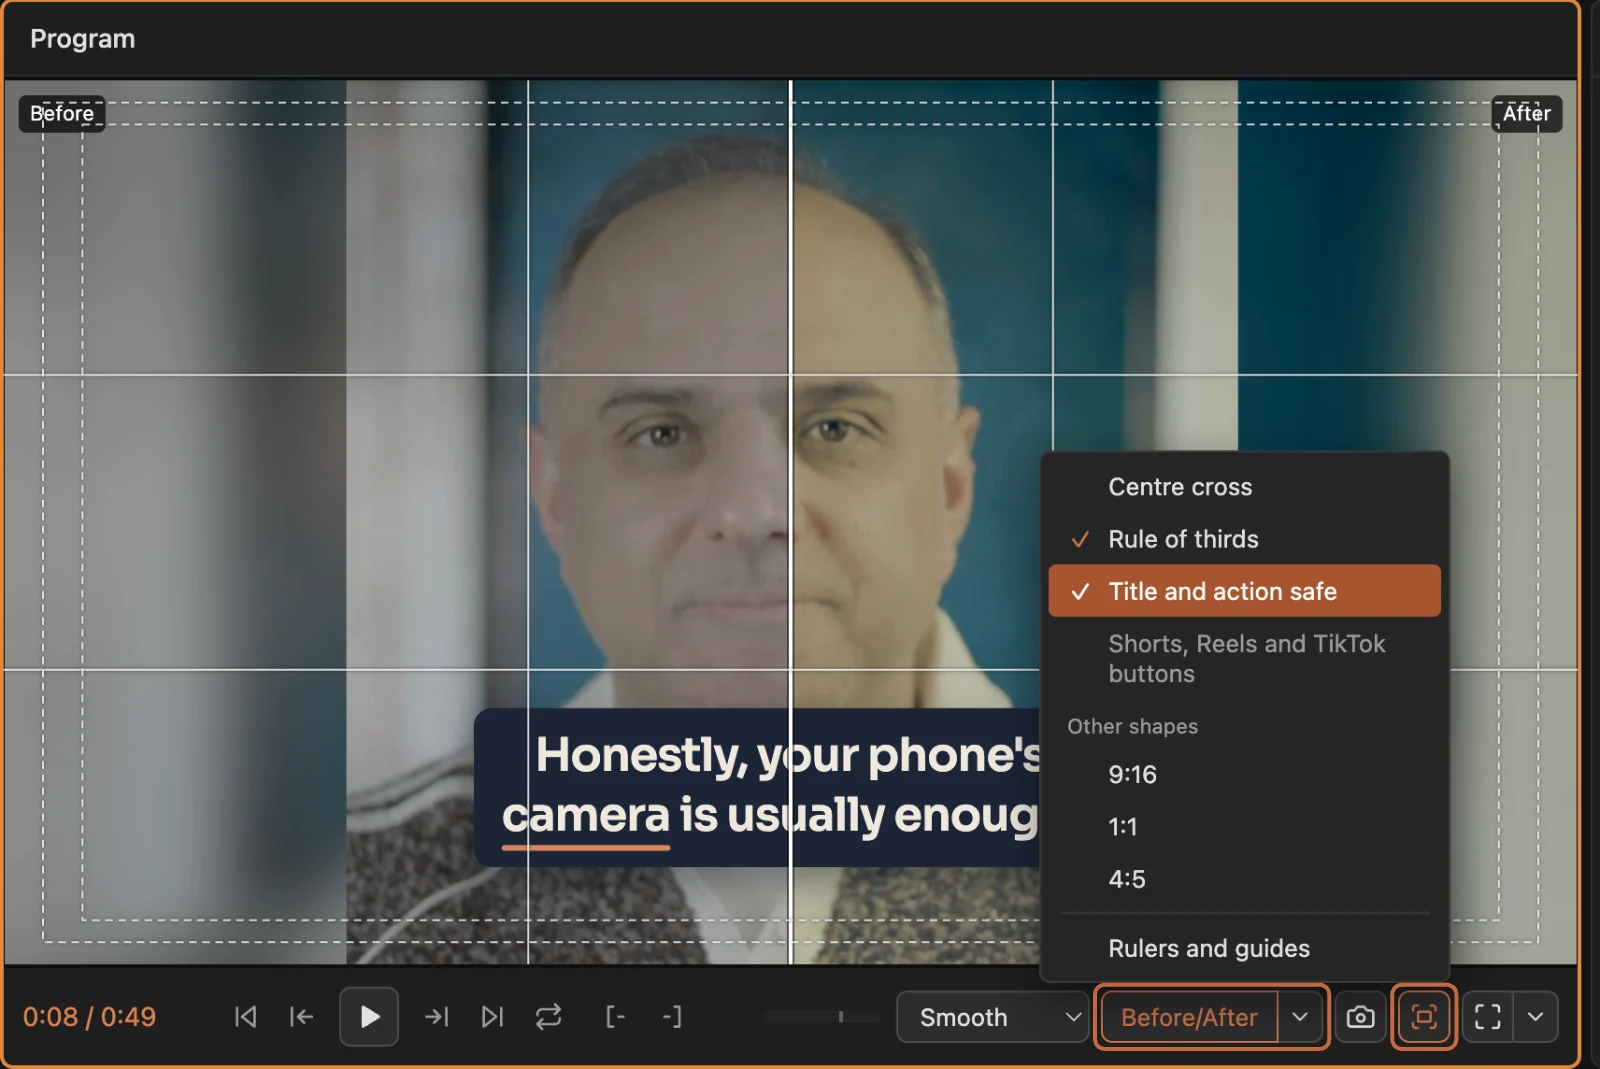 Program
Before
After
Honestly, your phone's
camera is usually enoug
Centre cross
Rule of thirds
Title and action safe
Shorts, Reels and TikTok
buttons
Other shapes
9:16
1:1
4:5
Rulers and guides
0:08 / 0:49
Smooth
Before/After